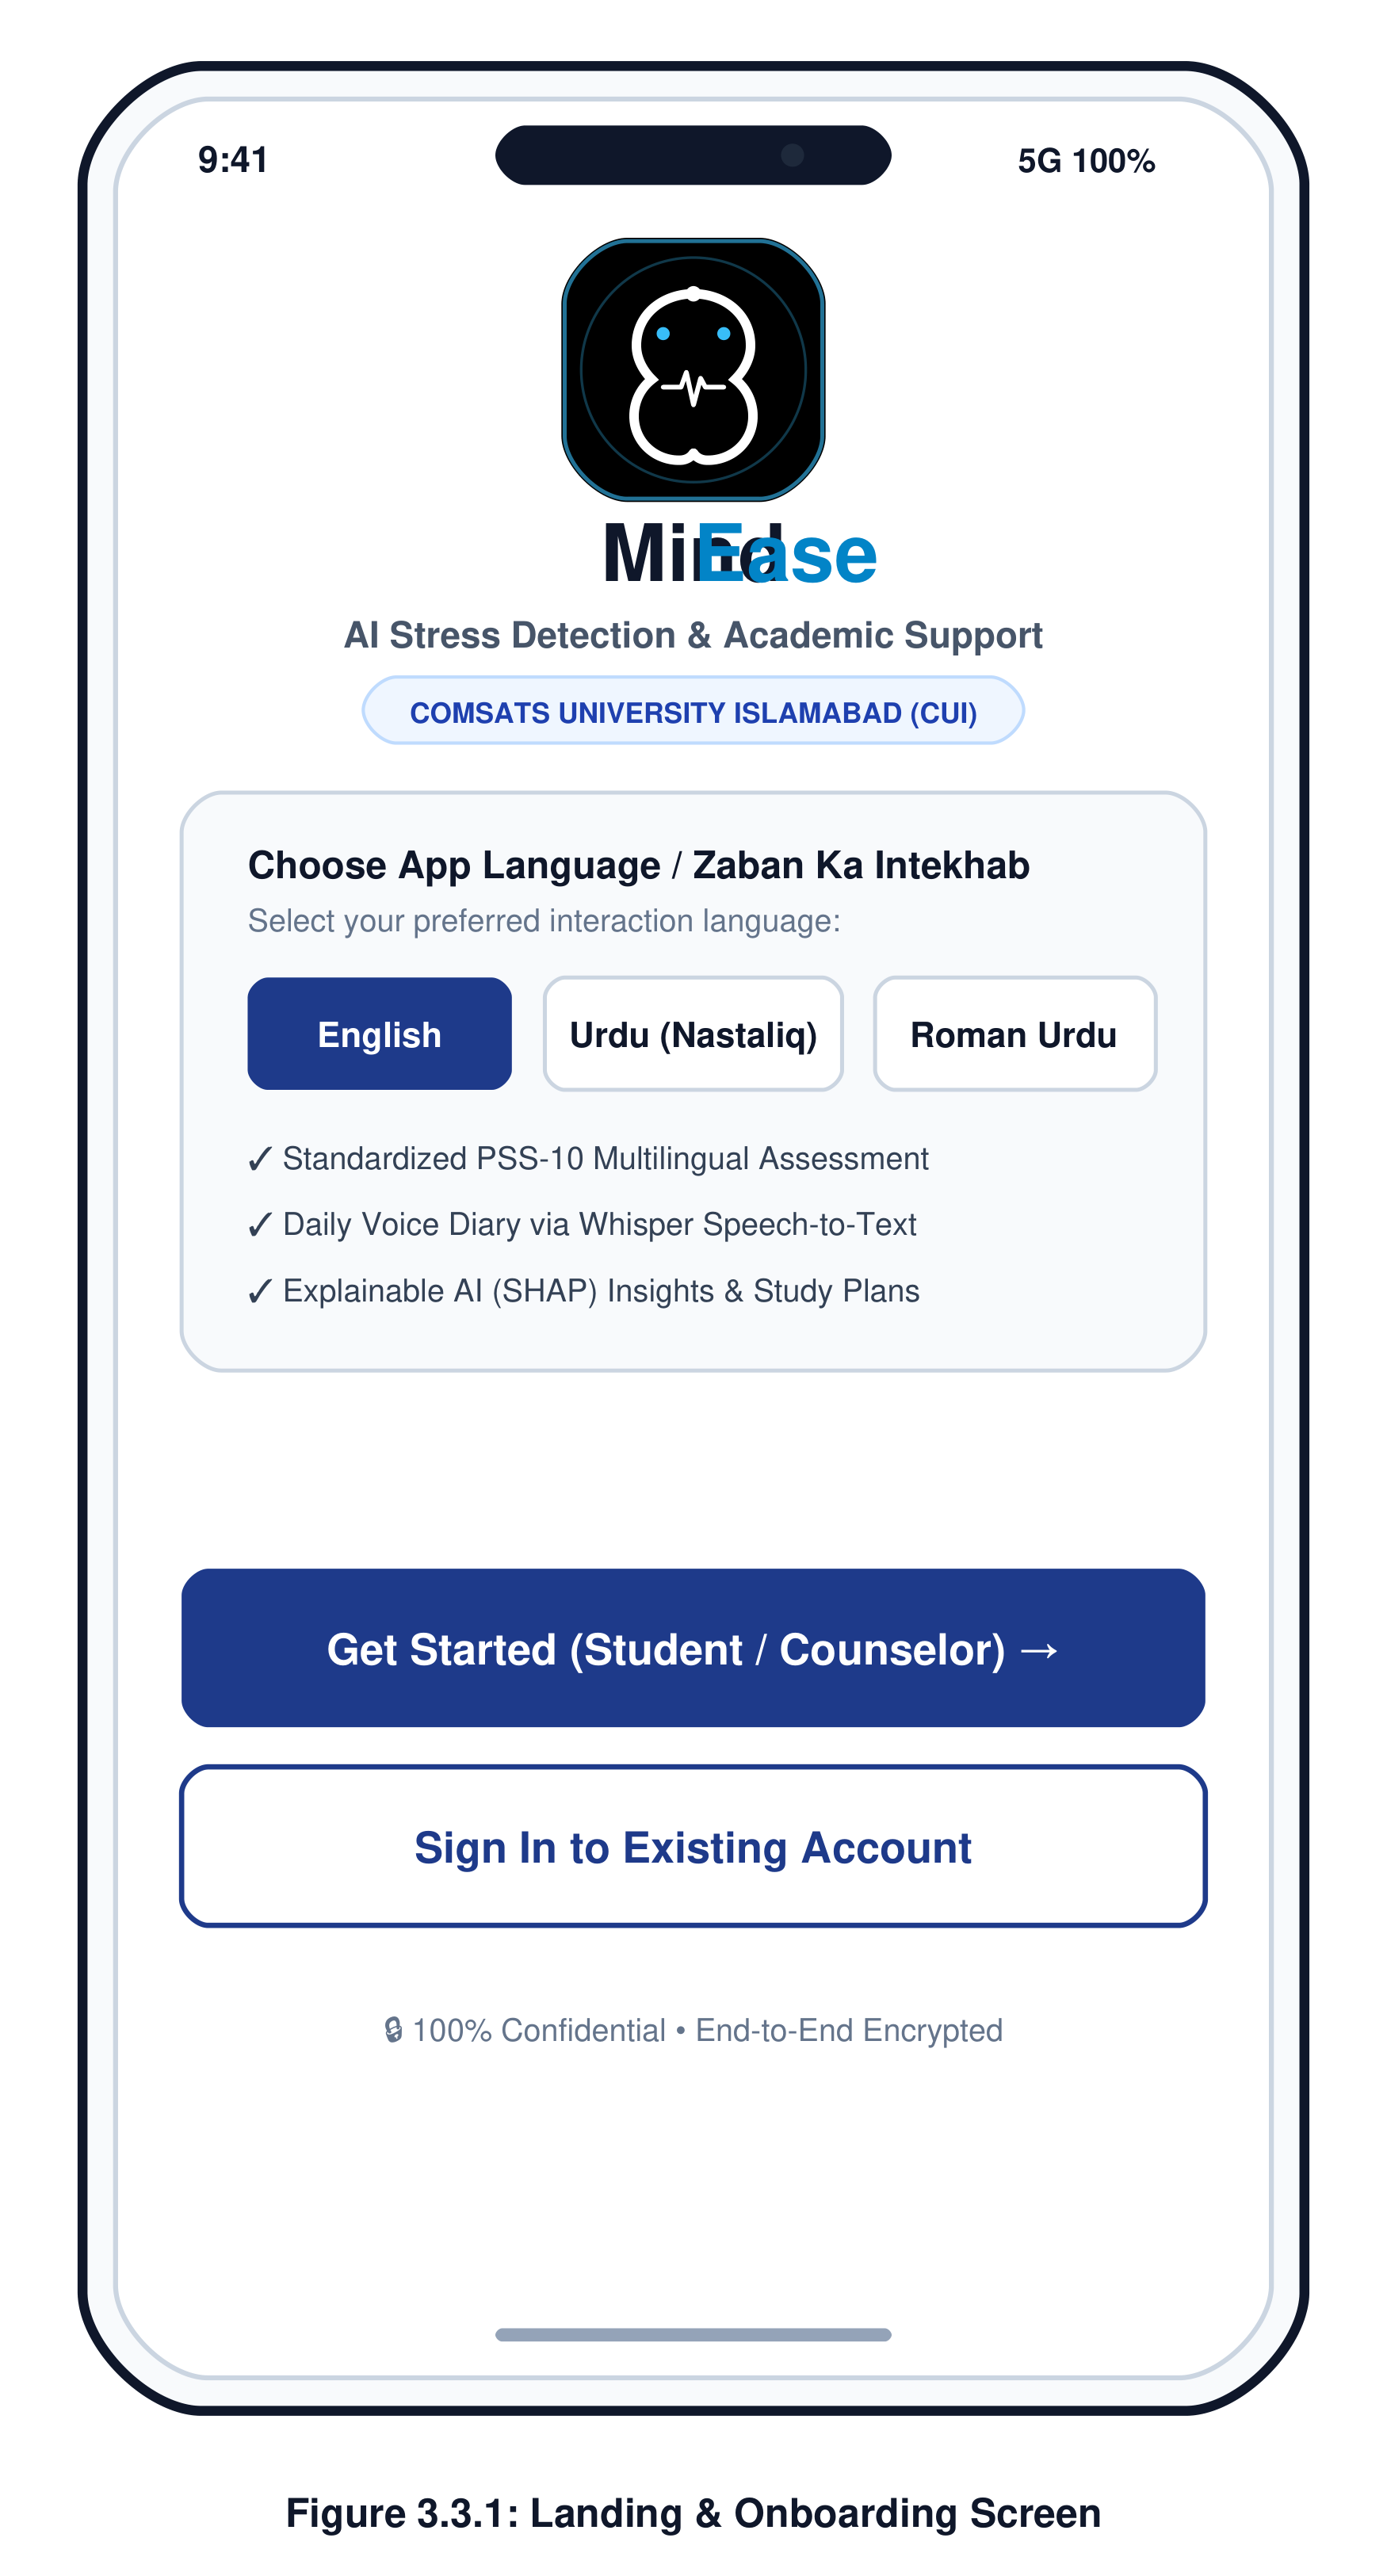 9:41 5G 100%
MindEase
AI Stress Detection & Academic Support
COMSATS UNIVERSITY ISLAMABAD (CUI)
Choose App Language / Zaban Ka Intekhab
Select your preferred interaction language:
English Urdu (Nastaliq) Roman Urdu
✓ Standardized PSS-10 Multilingual Assessment
✓ Daily Voice Diary via Whisper Speech-to-Text
✓ Explainable AI (SHAP) Insights & Study Plans
Get Started (Student / Counselor) →
Sign In to Existing Account
🔒 100% Confidential • End-to-End Encrypted
Figure 3.3.1: Landing & Onboarding Screen